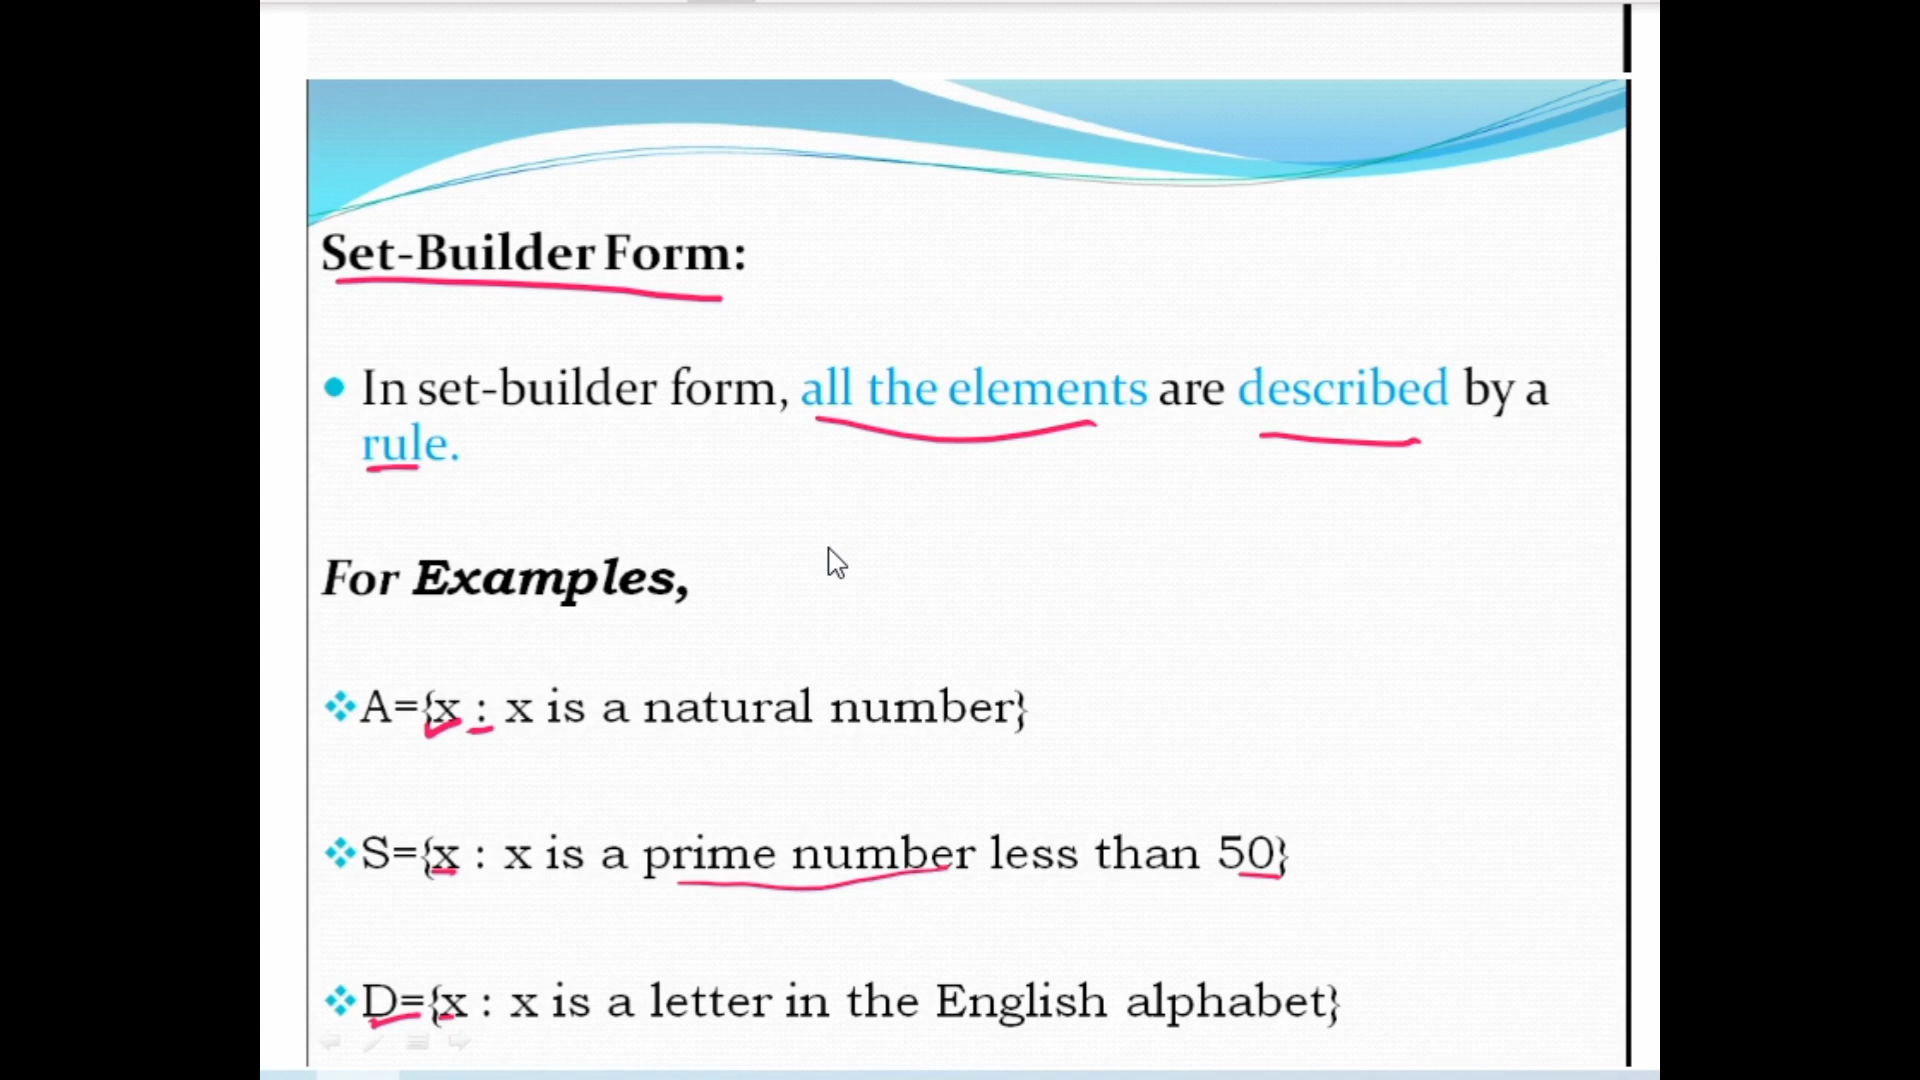 Set-Builder Form:
In set-builder form, all the elements are described by a
rule.
For Examples,
A={x : x is a natural number}
S={x : x is a prime number less than 50}
D={x : x is a letter in the English alphabet}